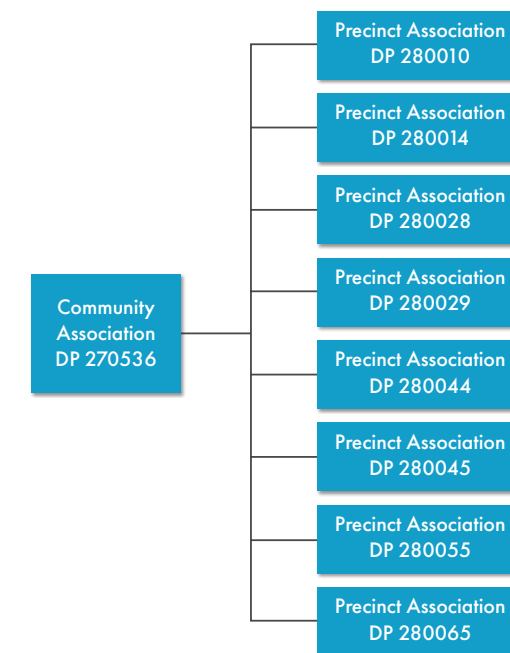 Precinct Association
DP 280010
Precinct Association
DP 280014
Precinct Association
DP 280028
Precinct Association
DP 280029
Community
Association
DP 270536
Precinct Association
DP 280044
Precinct Association
DP 280045
Precinct Association
DP 280055
Precinct Association
DP 280065